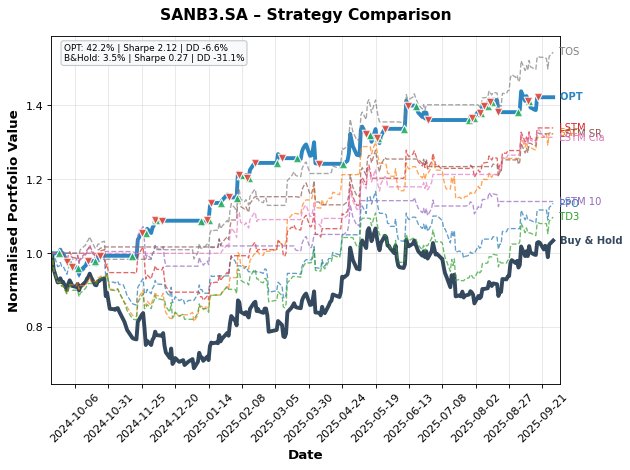 SANB3.SA – Strategy Comparison
OPT: 42.2% | Sharpe 2.12 | DD -6.6%
B&Hold: 3.5% | Sharpe 0.27 | DD -31.1%
TOS
OPT
Buy & Hold
TD3
Normalised Portfolio Value
1.4
1.2
1.0
0.8
2024-10-06
2024-10-31
2024-11-25
2024-12-20
2025-01-14
2025-02-08
2025-03-05
2025-03-30
2025-04-24
2025-05-19
2025-06-13
2025-07-08
2025-08-02
2025-08-27
2025-09-21
Date